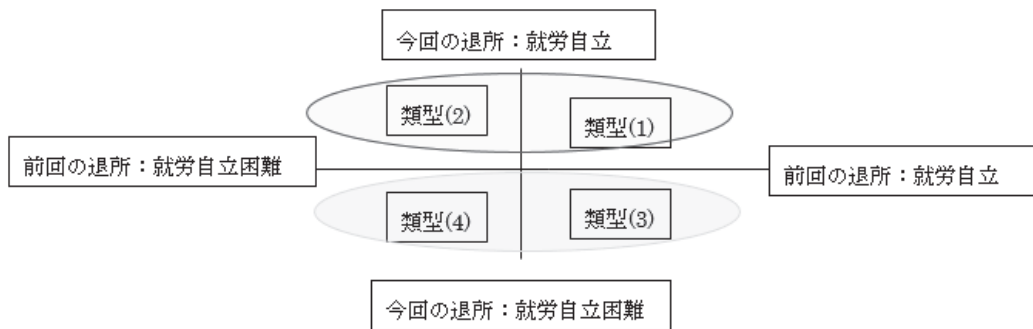 今回の退所：就労自立
類型(2)
類型(1)
前回の退所：就労自立困難
前回の退所：就労自立
類型(4)
類型(3)
今回の退所：就労自立困難